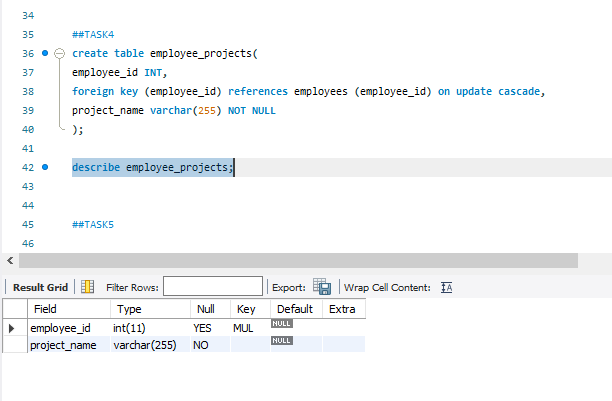 34
35 ##TASK4
36 create table employee_projects(
37 employee_id INT,
38 foreign key (employee_id) references employees (employee_id) on update cascade,
39 project_name varchar(255) NOT NULL
40 );
41
42 describe employee_projects;
43
44
45 ##TASK5
46
Result Grid Filter Rows: Export: Wrap Cell Content: IA
Field Type Null Key Default Extra
employee_id int(11) YES MUL NULL
project_name varchar(255) NO NULL